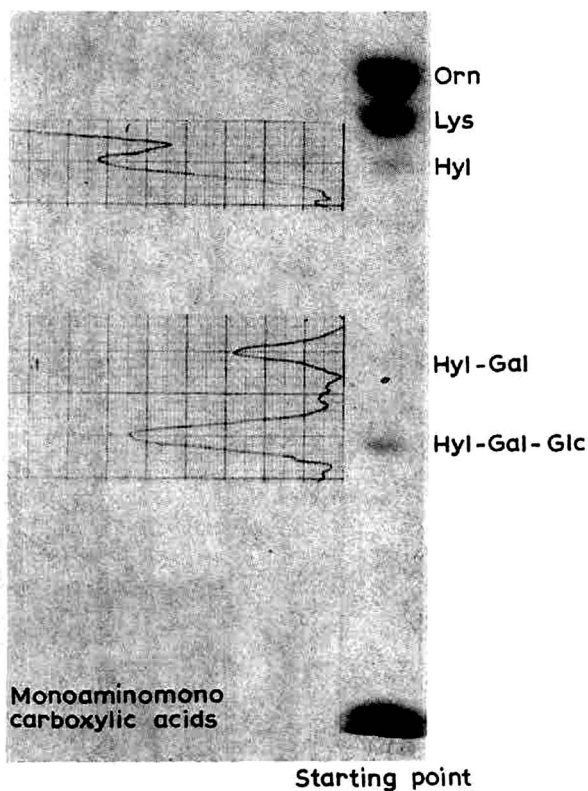 Orn
Lys
Hyl
Hyl-Gal
Hyl-Gal-Glc
Monoaminomono
carboxylic acids
Starting point